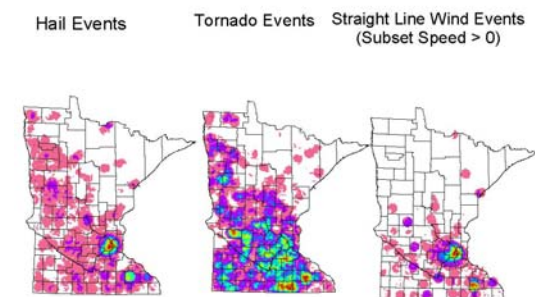 Hail Events
Tornado Events
Straight Line Wind Events
(Subset Speed > 0)